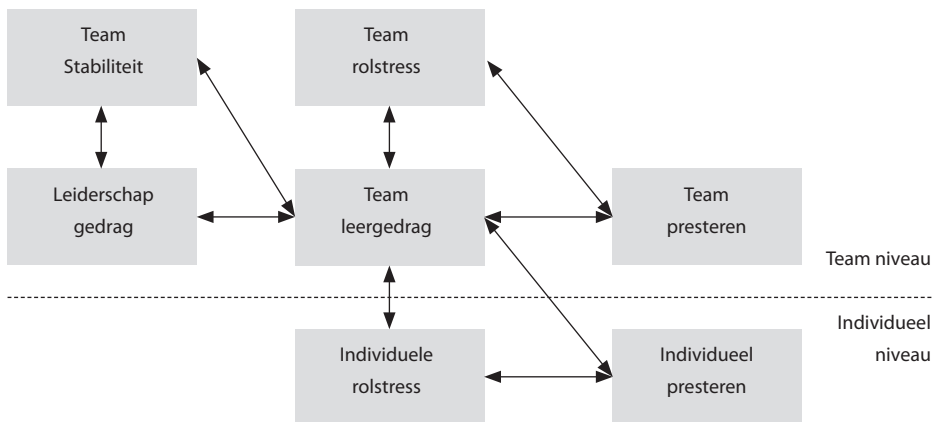 Team
Stabiliteit
Team
rolstress
Leiderschap
gedrag
Team
leergedrag
Team
presteren
Team niveau
Individueel
niveau
Individuele
rolstress
Individueel
presteren